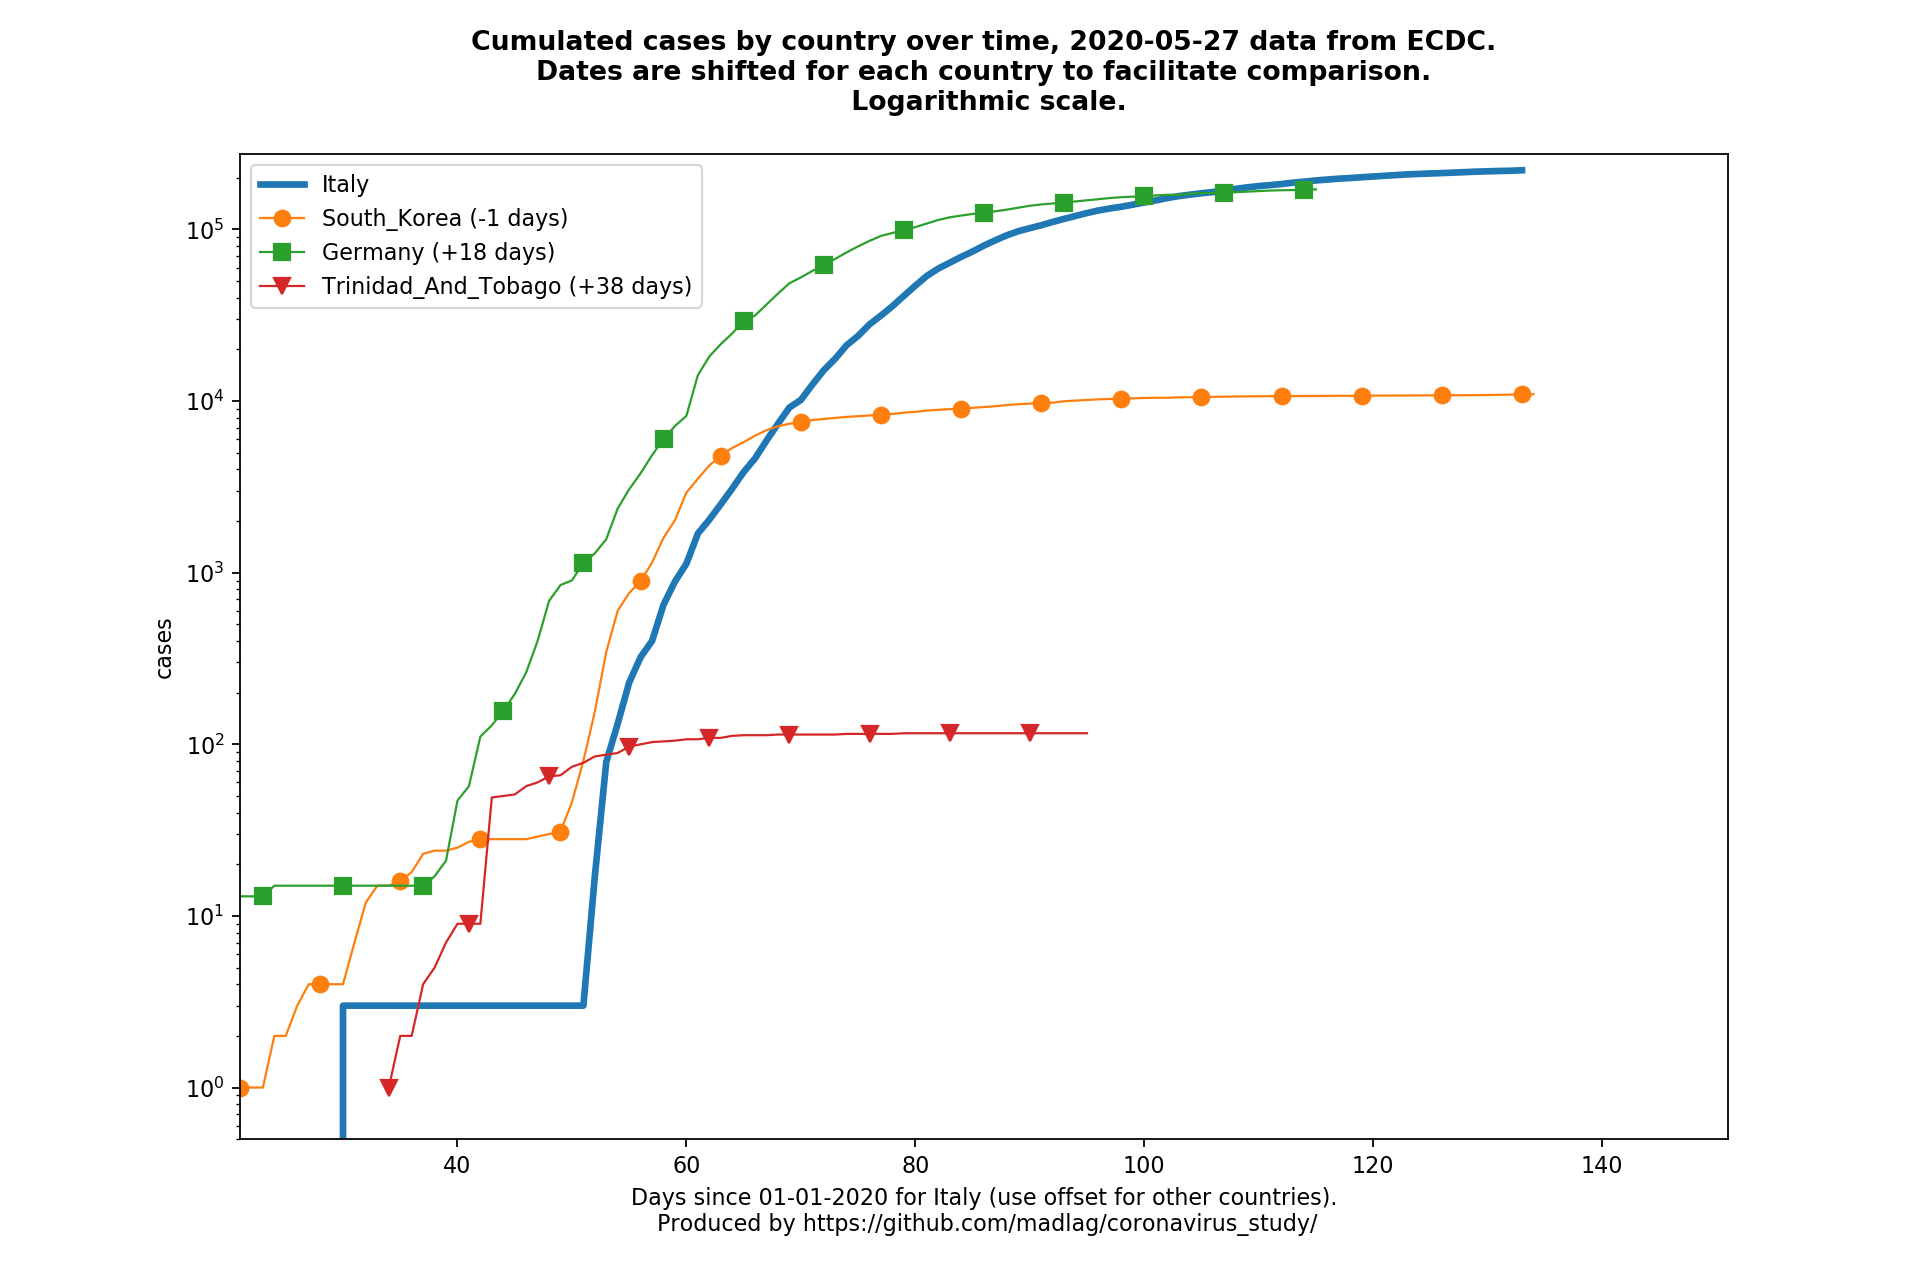 Cumulated cases by country over time, 2020-05-27 data from ECDC.
Dates are shifted for each country to facilitate comparison.
Logarithmic scale.
Italy
South_Korea (-1 days)
Germany (+18 days)
Trinidad_And_Tobago (+38 days)
10⁵
10⁴
10³
10²
10¹
10⁰
cases
40 60 80 100 120 140
Days since 01-01-2020 for Italy (use offset for other countries).
Produced by https://github.com/madlag/coronavirus_study/